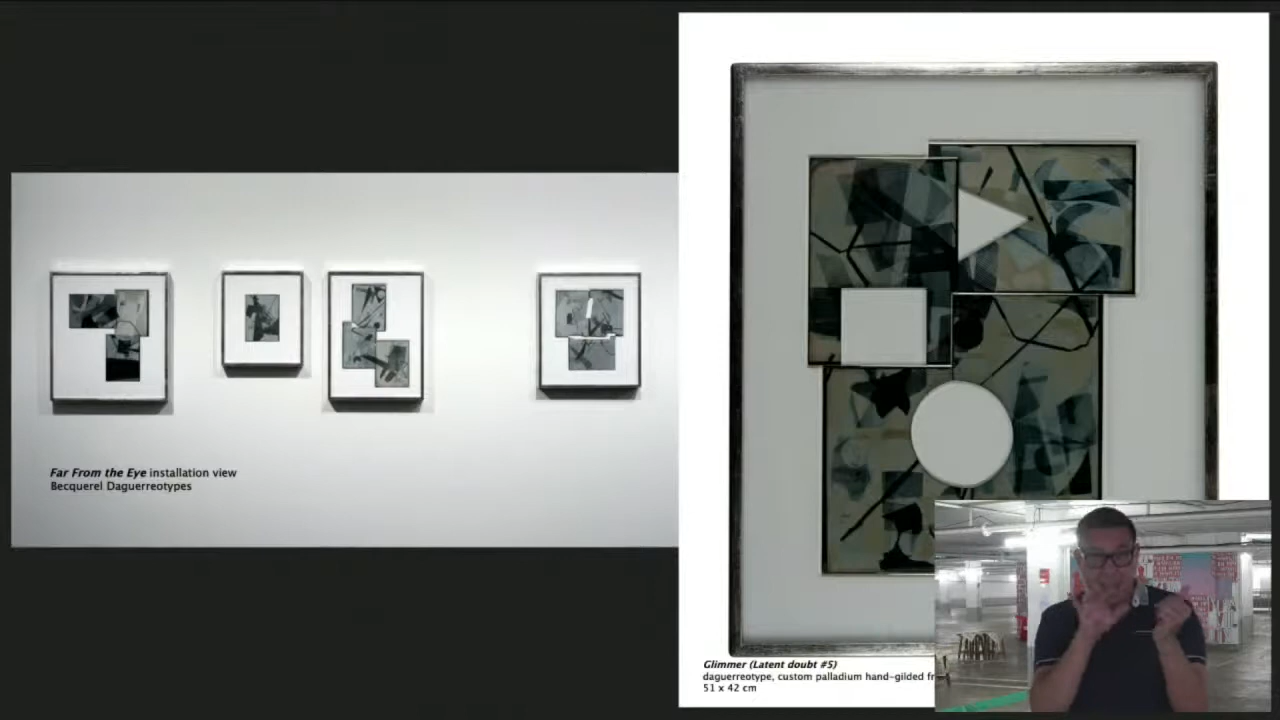 Far From the Eye installation view
Becquerel Daguerreotypes
Glimmer (Latent doubt #5)
daguerreotype, custom palladium hand-gilded
51 x 42 cm